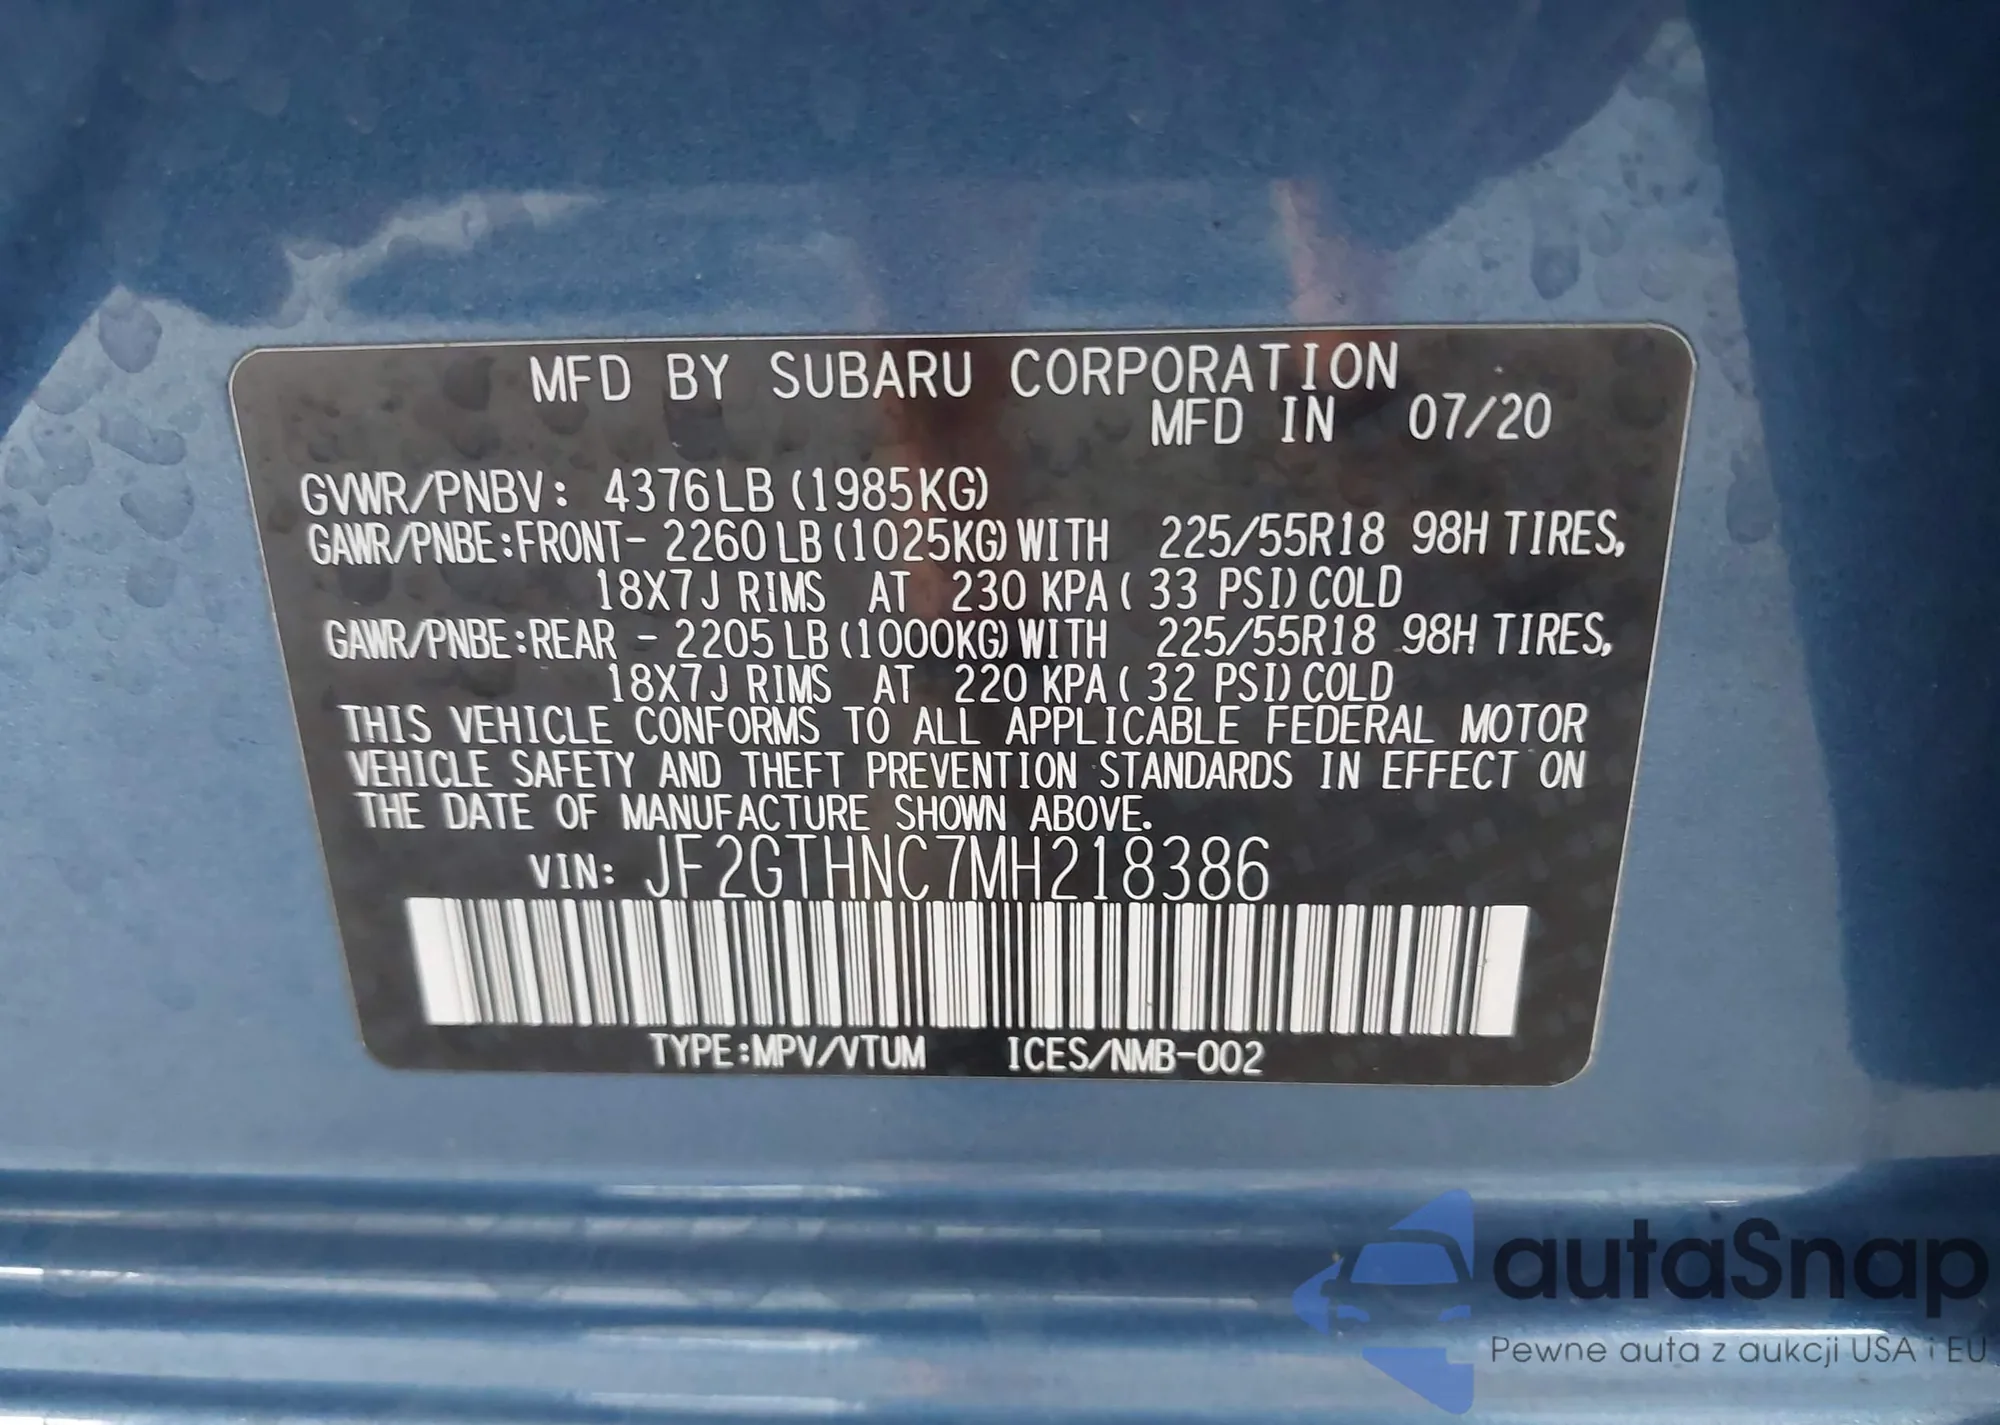 MFD BY SUBARU CORPORATION
MFD IN 07/20
GVWR/PNBV: 4376LB (1985KG)
GAWR/PNBE:FRONT- 2260LB (1025KG) WITH 225/55R18 98H TIRES,
18X7J RIMS AT 230 KPA ( 33 PSI) COLD
GAWR/PNBE:REAR - 2205LB (1000KG) WITH 225/55R18 98H TIRES,
18X7J RIMS AT 220 KPA ( 32 PSI) COLD
THIS VEHICLE CONFORMS TO ALL APPLICABLE FEDERAL MOTOR
VEHICLE SAFETY AND THEFT PREVENTION STANDARDS IN EFFECT ON
THE DATE OF MANUFACTURE SHOWN ABOVE.
VIN: JF2GTHNC7MH218386
TYPE:MPV/VTUM ICES/NMB-002
autaSnap
Pewne auta z aukcji USA i EU